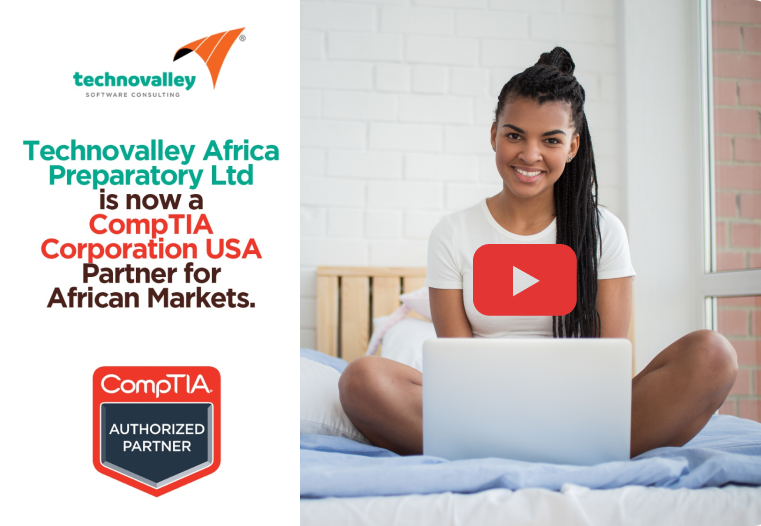 technovalley®
SOFTWARE CONSULTING
Technovalley Africa
Preparatory Ltd
is now a
CompTIA
Corporation USA
Partner for
African Markets.
CompTIA.
AUTHORIZED
PARTNER